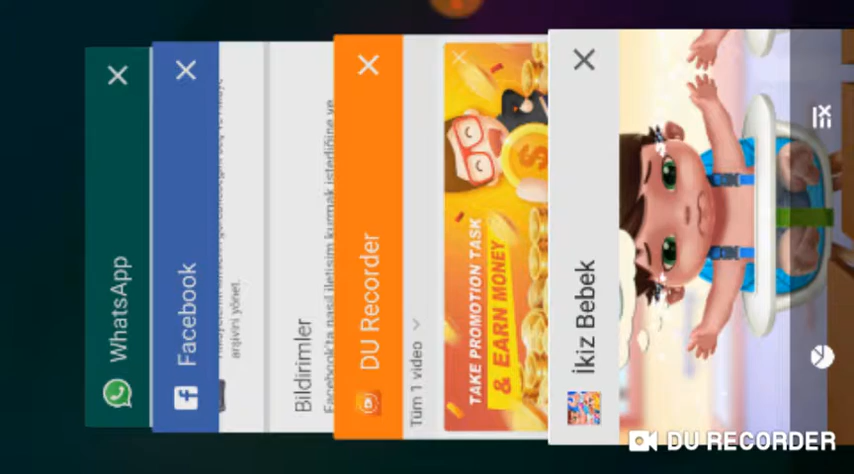 WhatsApp
Facebook
arşivini yönet.
Bildirimler
Facebook'ta nasıl iletişim kurmak istediğine ve
DU Recorder
Tüm 1 video
TAKE PROMOTION TASK
& EARN MONEY
İkiz Bebek
DU RECORDER